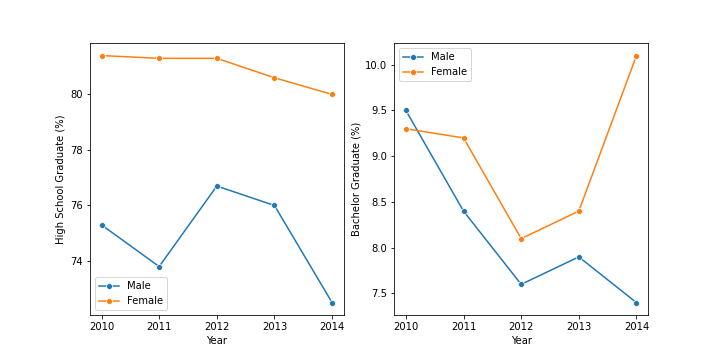 High School Graduate (%)
80
78
76
74
2010 2011 2012 2013 2014
Year
Male
Female
Bachelor Graduate (%)
10.0
9.5
9.0
8.5
8.0
7.5
2010 2011 2012 2013 2014
Year
Male
Female